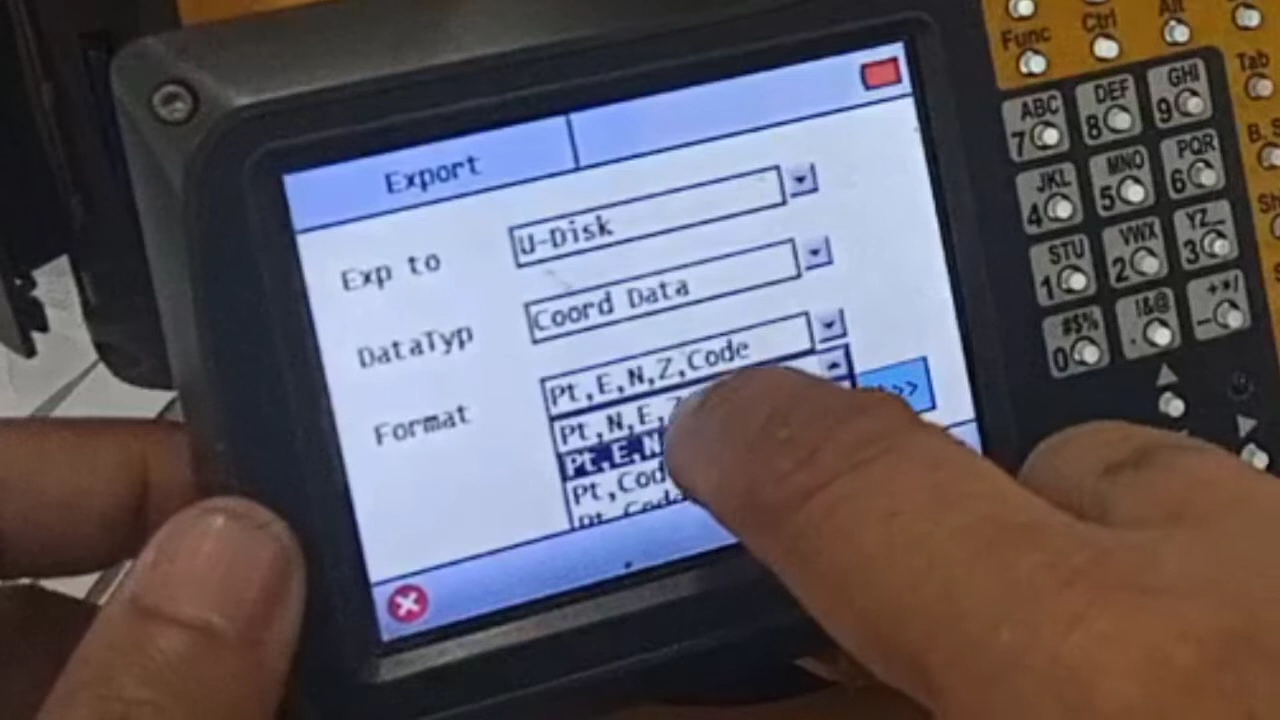 Export
Exp to
U-Disk
DataTyp
Coord Data
Format
Pt,E,N,Z,Code
Pt,N,E,
Pt,E,N
Pt,Cod
>>
Func
Ctrl
Alt
Tab
ABC
7
DEF
8
GHI
9
JKL
4
MNO
5
PQR
6
STU
1
VWX
2
YZ_
3
#$%
0
!&@
.
+*/
-